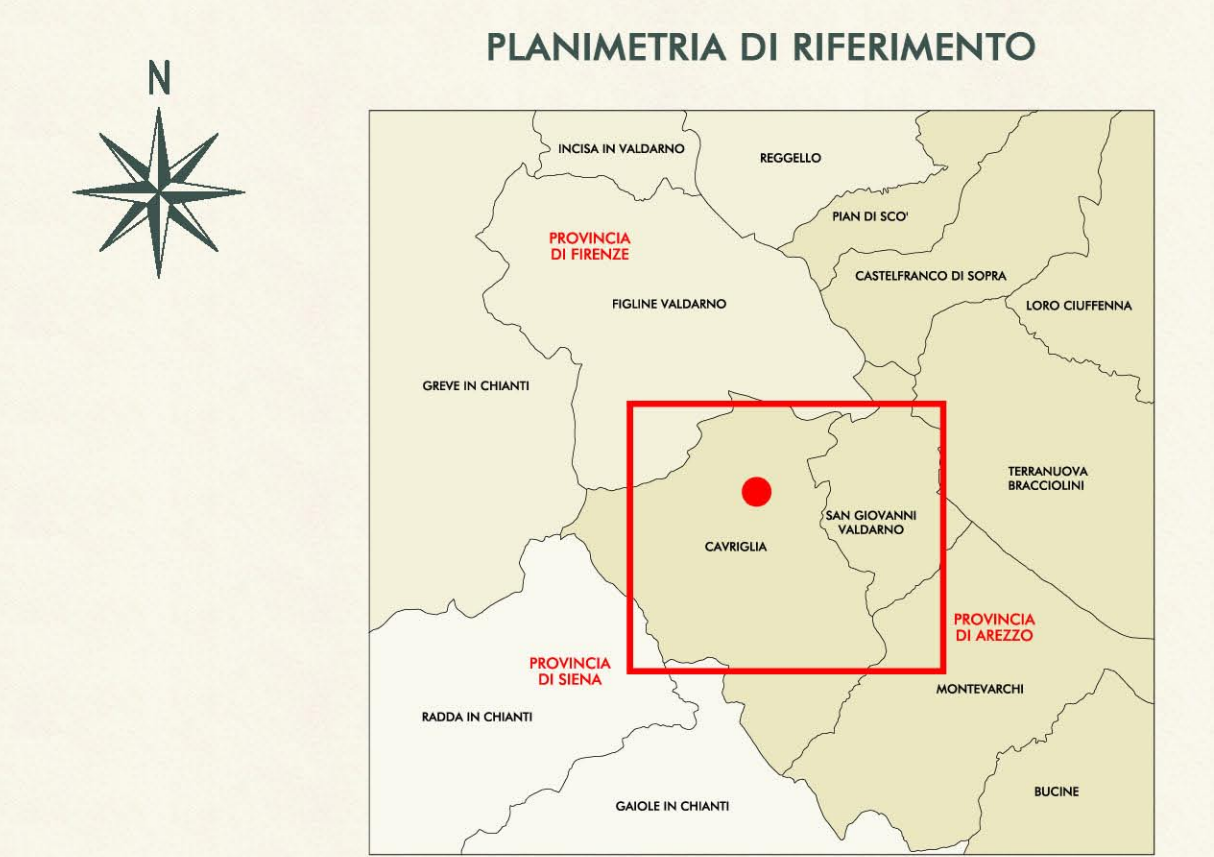 PLANIMETRIA DI RIFERIMENTO
N
INCISA IN VALDARNO
REGGELLO
PIAN DI SCO'
PROVINCIA
DI FIRENZE
CASTELFRANCO DI SOPRA
FIGLINE VALDARNO
LORO CIUFFENNA
GREVE IN CHIANTI
TERRANUOVA
BRACCIOLINI
SAN GIOVANNI
VALDARNO
CAVRIGLIA
PROVINCIA
DI AREZZO
PROVINCIA
DI SIENA
MONTEVARCHI
RADDA IN CHIANTI
BUCINE
GAIOLE IN CHIANTI